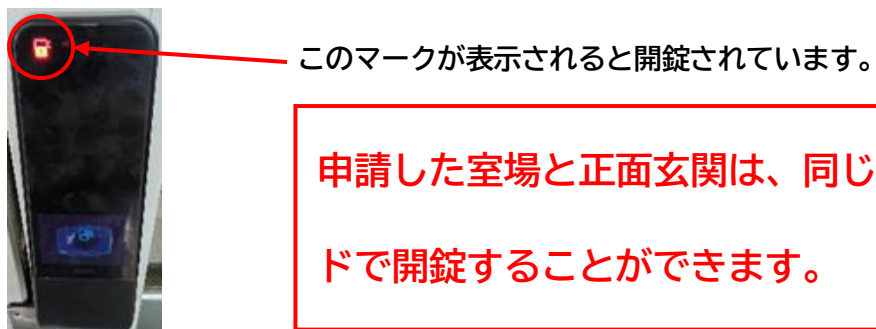 このマークが表示されると開錠されています。
申請した室場と正面玄関は、同じ
ドで開錠することができます。